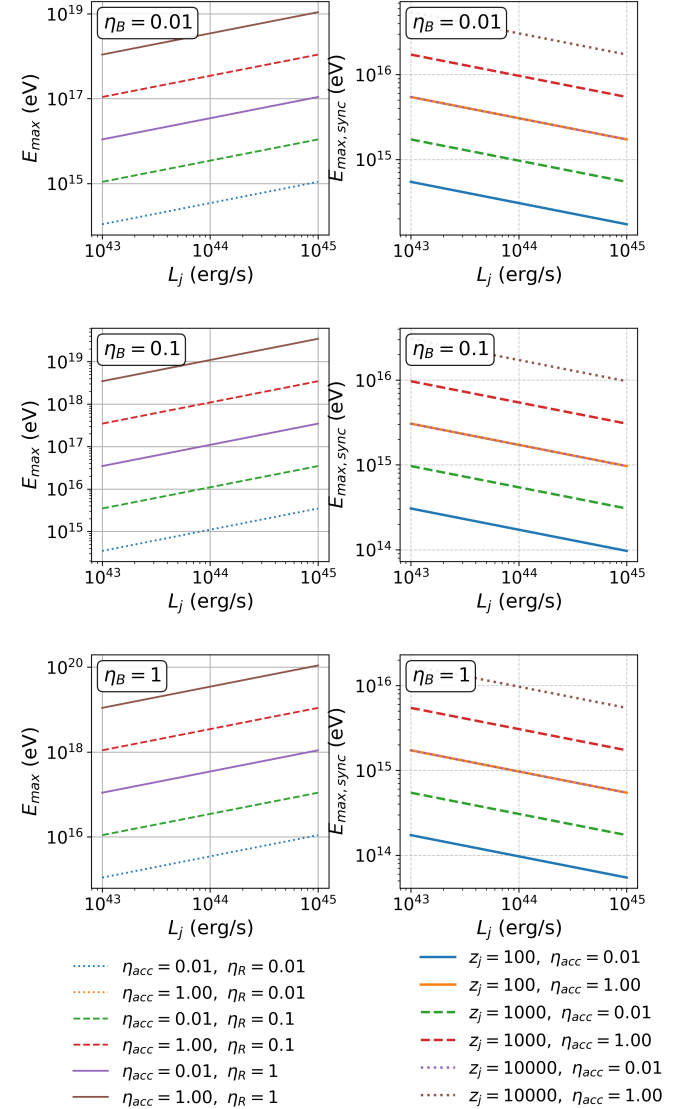 η_B = 0.01
η_B = 0.01
10^19
10^17
10^15
E_max (eV)
10^16
10^15
E_max,sync (eV)
10^43 10^44 10^45
10^43 10^44 10^45
L_j (erg/s)
L_j (erg/s)
η_B = 0.1
η_B = 0.1
10^19
10^18
10^17
10^16
10^15
E_max (eV)
10^16
10^15
10^14
E_max,sync (eV)
10^43 10^44 10^45
10^43 10^44 10^45
L_j (erg/s)
L_j (erg/s)
η_B = 1
η_B = 1
10^20
10^18
10^16
E_max (eV)
10^16
10^15
10^14
E_max,sync (eV)
10^43 10^44 10^45
10^43 10^44 10^45
L_j (erg/s)
L_j (erg/s)
η_acc = 0.01, η_R = 0.01
η_acc = 1.00, η_R = 0.01
η_acc = 0.01, η_R = 0.1
η_acc = 1.00, η_R = 0.1
η_acc = 0.01, η_R = 1
η_acc = 1.00, η_R = 1
z_j = 100, η_acc = 0.01
z_j = 100, η_acc = 1.00
z_j = 1000, η_acc = 0.01
z_j = 1000, η_acc = 1.00
z_j = 10000, η_acc = 0.01
z_j = 10000, η_acc = 1.00